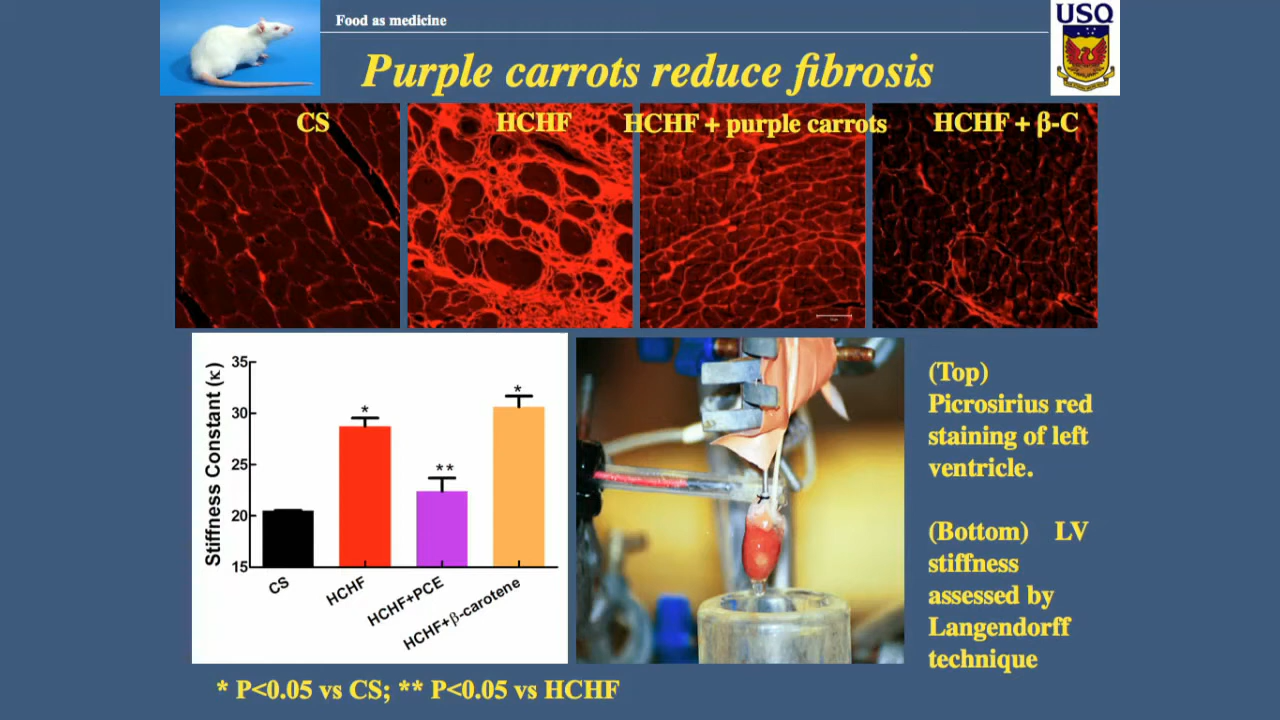 Food as medicine
USQ
Purple carrots reduce fibrosis
CS
HCHF
HCHF + purple carrots
HCHF + β-C
Stiffness Constant (κ)
35
30
25
20
15
*
**
*
CS
HCHF
HCHF+PCE
HCHF+β-carotene
(Top)
Picrosirius red
staining of left
ventricle.
(Bottom) LV
stiffness
assessed by
Langendorff
technique
* P<0.05 vs CS; ** P<0.05 vs HCHF